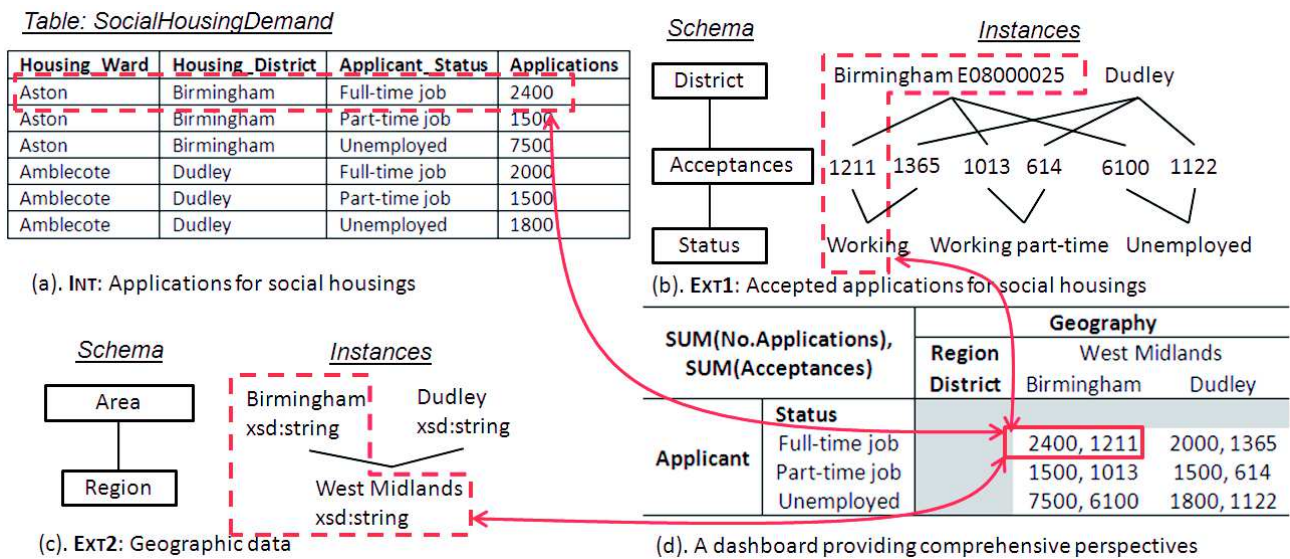 Table: SocialHousingDemand
Housing_Ward Housing_District Applicant_Status Applications
Aston Birmingham Full-time job 2400
Aston Birmingham Part-time job 1500
Aston Birmingham Unemployed 7500
Amblecote Dudley Full-time job 2000
Amblecote Dudley Part-time job 1500
Amblecote Dudley Unemployed 1800
(a). INT: Applications for social housings
Schema Instances
District Birmingham E08000025 Dudley
Acceptances 1211 1365 1013 614 6100 1122
Status Working Working part-time Unemployed
(b). EXT1: Accepted applications for social housings
Schema Instances
Area Birmingham Dudley
xsd:string xsd:string
Region West Midlands
xsd:string
(c). EXT2: Geographic data
SUM(No.Applications),
SUM(Acceptances)
Geography
Region West Midlands
District Birmingham Dudley
Applicant
Status
Full-time job 2400, 1211 2000, 1365
Part-time job 1500, 1013 1500, 614
Unemployed 7500, 6100 1800, 1122
(d). A dashboard providing comprehensive perspectives